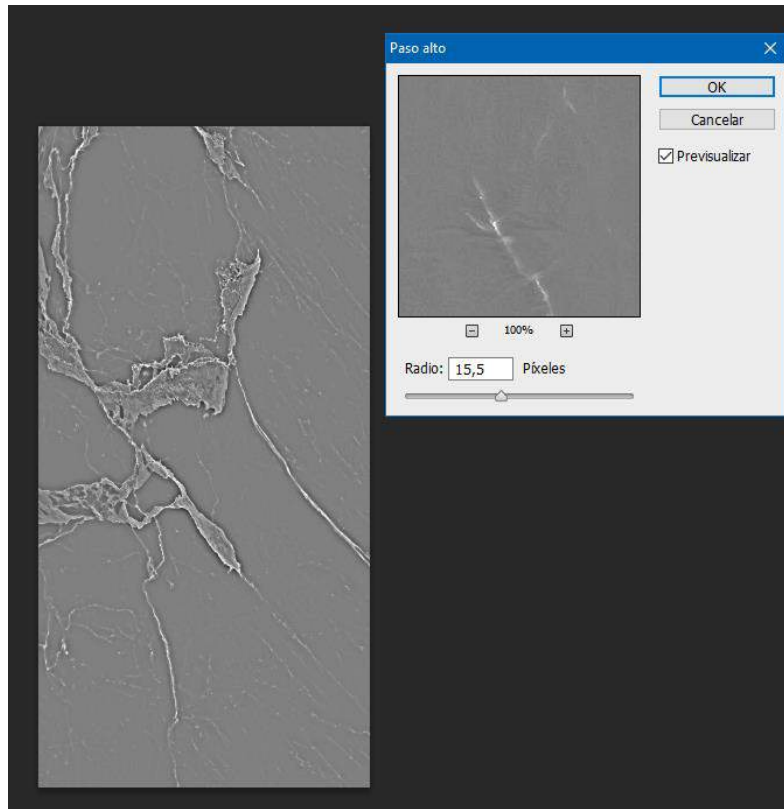 Paso alto
OK
Cancelar
Previsualizar
100%
Radio: 15,5 Píxeles